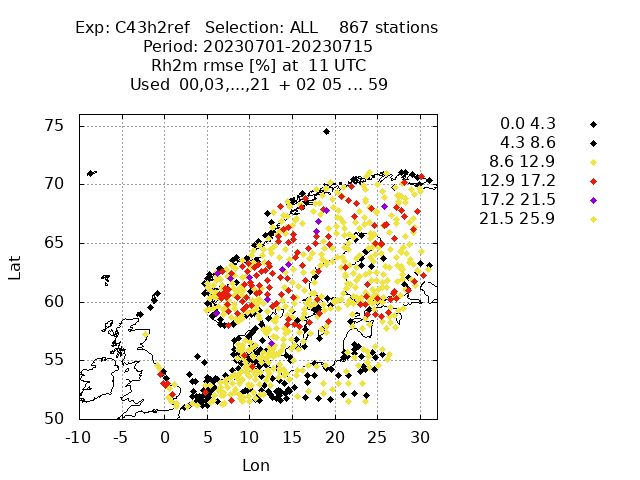 Exp: C43h2ref   Selection: ALL    867 stations
Period: 20230701-20230715
Rh2m rmse [%] at  11 UTC
Used  00,03,...,21  + 02 05 ... 59
0.0 4.3
4.3 8.6
8.6 12.9
12.9 17.2
17.2 21.5
21.5 25.9
Lat
75
70
65
60
55
50
-10 -5 0 5 10 15 20 25 30
Lon